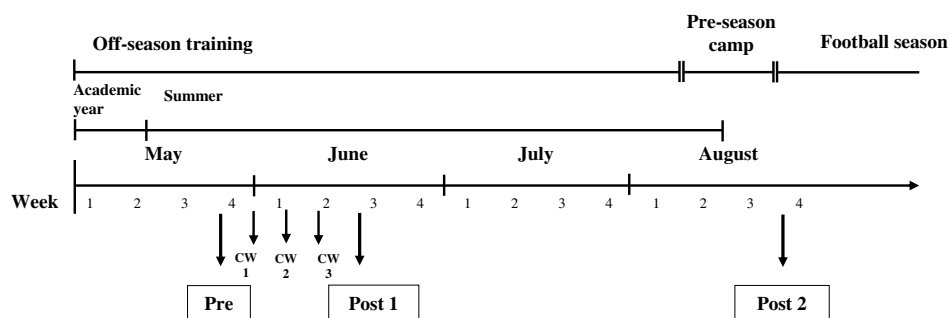 Pre-season
camp
Off-season training
Football season
Academic
year
Summer
May
June
July
August
Week
1 2 3 4 1 2 3 4 1 2 3 4 1 2 3 4
CW
1
CW
2
CW
3
Pre
Post 1
Post 2